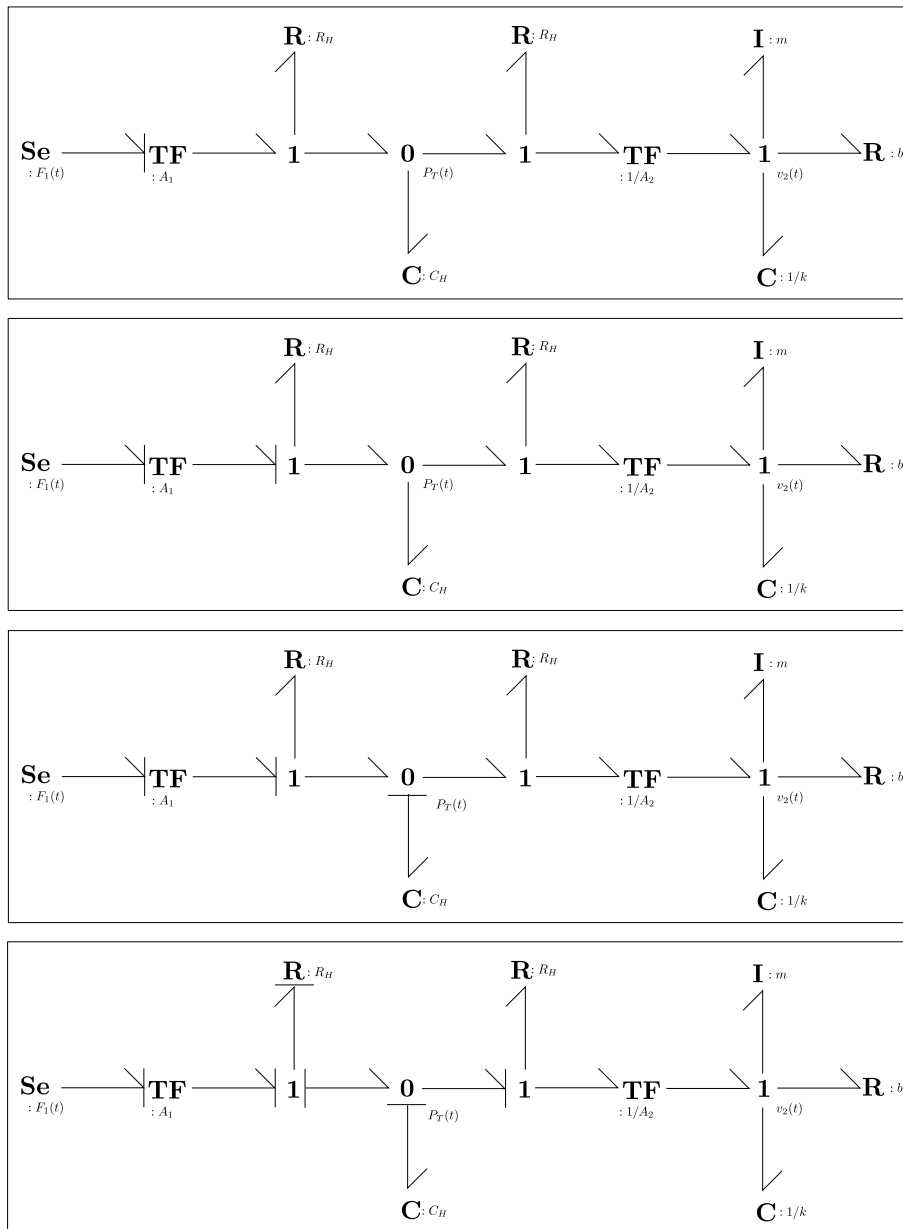 R : R_H R : R_H I : m
Se TF 1 0 1 TF 1 R : b
: F_1(t) : A_1 P_T(t) : 1/A_2 v_2(t)
C : C_H C : 1/k
R : R_H R : R_H I : m
Se TF 1 0 1 TF 1 R : b
: F_1(t) : A_1 P_T(t) : 1/A_2 v_2(t)
C : C_H C : 1/k
R : R_H R : R_H I : m
Se TF 1 0 1 TF 1 R : b
: F_1(t) : A_1 P_T(t) : 1/A_2 v_2(t)
C : C_H C : 1/k
R : R_H R : R_H I : m
Se TF 1 0 1 TF 1 R : b
: F_1(t) : A_1 P_T(t) : 1/A_2 v_2(t)
C : C_H C : 1/k